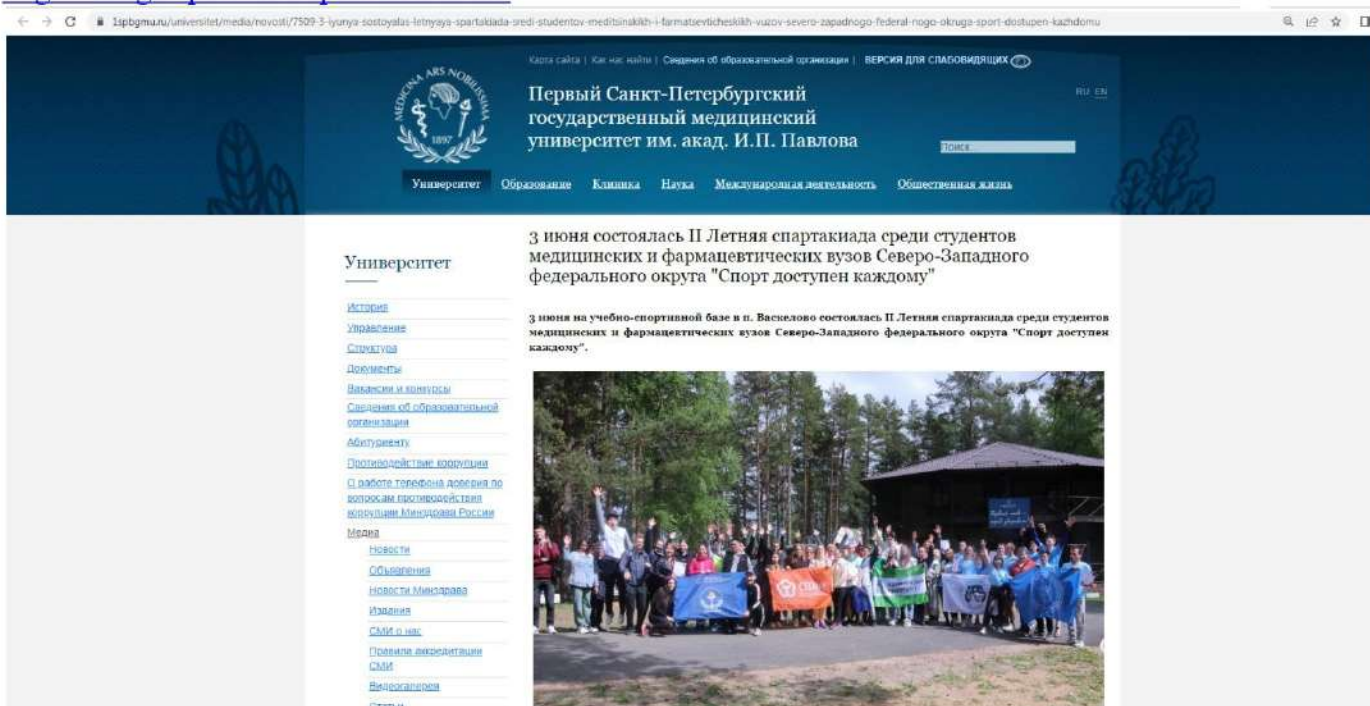 1spbgmu.ru/universitet/media/novosti/7509-3-iyunya-sostoyalas-letnyaya-spartakiada-sredi-studentov-meditsinskikh-i-farmatsevticheskikh-vuzov-severo-zapadnogo-federal-nogo-okruga-sport-dostupen-kazhdomu
Карта сайта | Как нас найти | Сведения об образовательной организации | ВЕРСИЯ ДЛЯ СЛАБОВИДЯЩИХ
MEDICINA ARS NOBILISSIMA
1897
Первый Санкт-Петербургский
государственный медицинский
университет им. акад. И.П. Павлова
RU EN
Поиск...
Университет Образование Клиника Наука Международная деятельность Общественная жизнь
3 июня состоялась II Летняя спартакиада среди студентов
медицинских и фармацевтических вузов Северо-Западного
федерального округа "Спорт доступен каждому"
3 июня на учебно-спортивной базе в п. Васкелово состоялась II Летняя спартакиада среди студентов
медицинских и фармацевтических вузов Северо-Западного федерального округа "Спорт доступен
каждому".
Университет
История
Управление
Структура
Документы
Вакансии и конкурсы
Сведения об образовательной
организации
Абитуриенту
Противодействие коррупции
О работе телефона доверия по
вопросам противодействия
коррупции Минздрава России
Медиа
Новости
Объявления
Новости Минздрава
Издания
СМИ о нас
Правила аккредитации
СМИ
Видеогалерея
Статьи